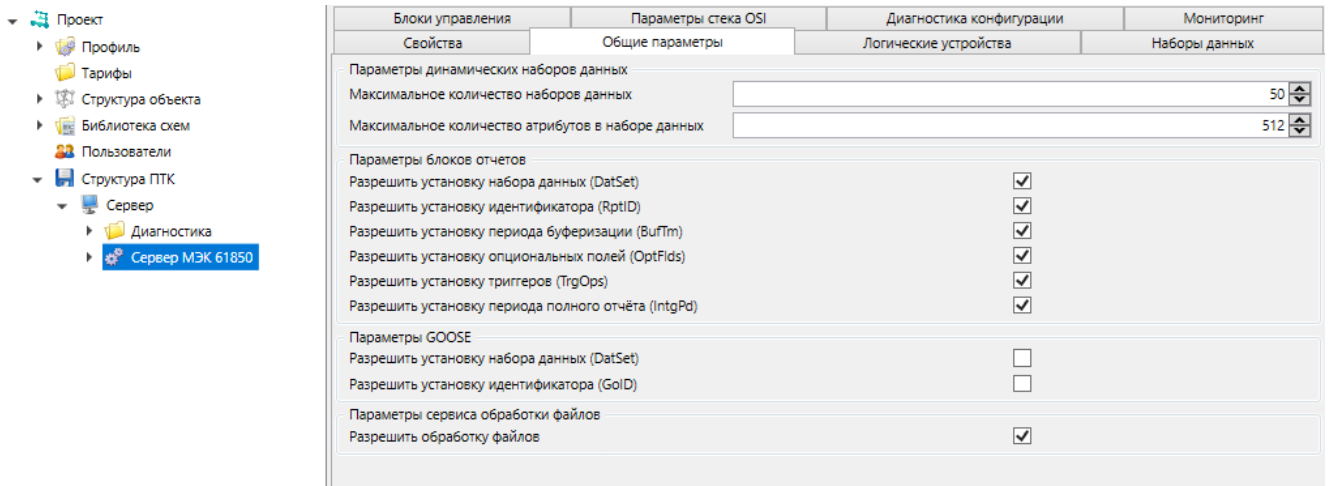 Проект
Профиль
Тарифы
Структура объекта
Библиотека схем
Пользователи
Структура ПТК
Сервер
Диагностика
Сервер МЭК 61850
Блоки управления Параметры стека OSI Диагностика конфигурации Мониторинг
Свойства Общие параметры Логические устройства Наборы данных
Параметры динамических наборов данных
Максимальное количество наборов данных 50
Максимальное количество атрибутов в наборе данных 512
Параметры блоков отчетов
Разрешить установку набора данных (DatSet)
Разрешить установку идентификатора (RptID)
Разрешить установку периода буферизации (BufTm)
Разрешить установку опциональных полей (OptFlds)
Разрешить установку триггеров (TrgOps)
Разрешить установку периода полного отчёта (IntgPd)
Параметры GOOSE
Разрешить установку набора данных (DatSet)
Разрешить установку идентификатора (GoID)
Параметры сервиса обработки файлов
Разрешить обработку файлов